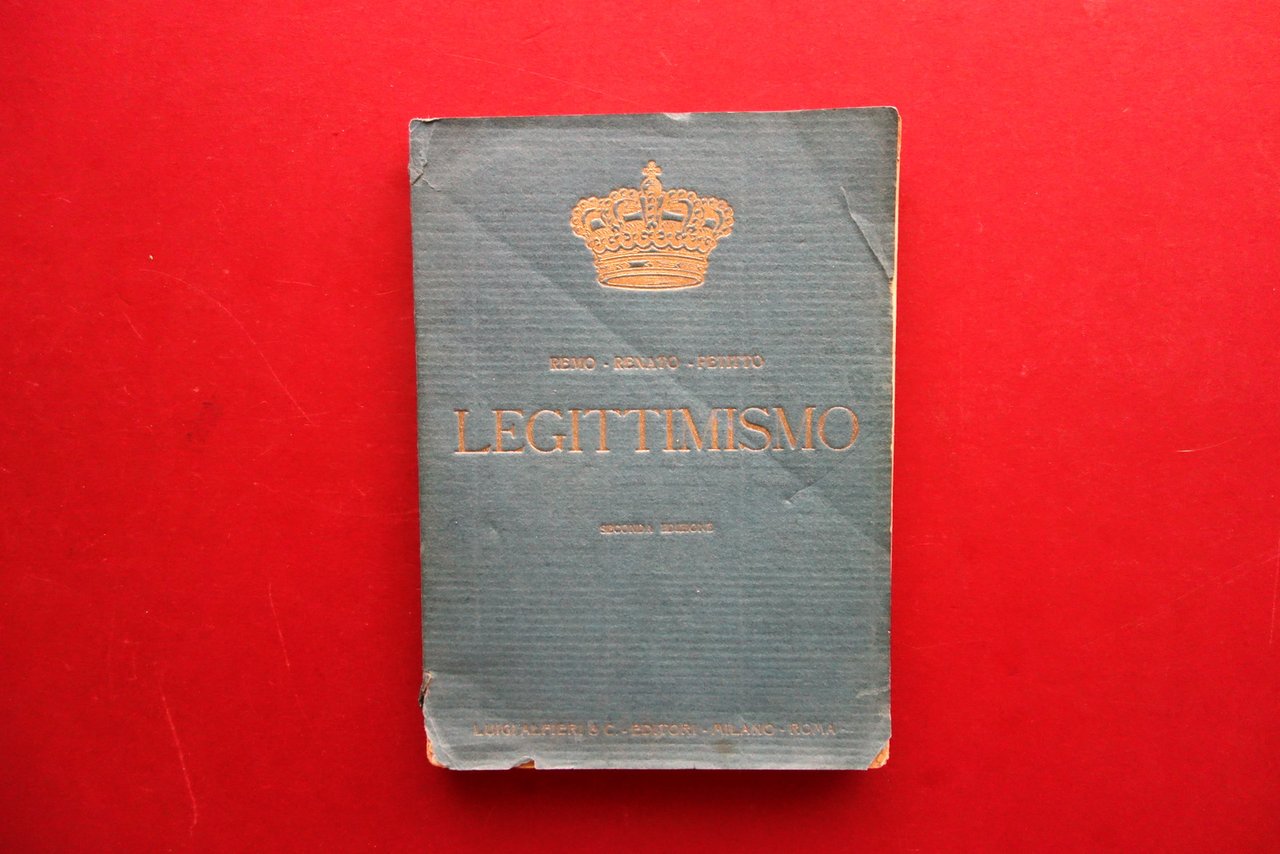 REMO - RENATO - PETITTO
LEGITTIMISMO
SECONDA EDIZIONE
LUIGI ALFIERI & C. - EDITORI - MILANO - ROMA